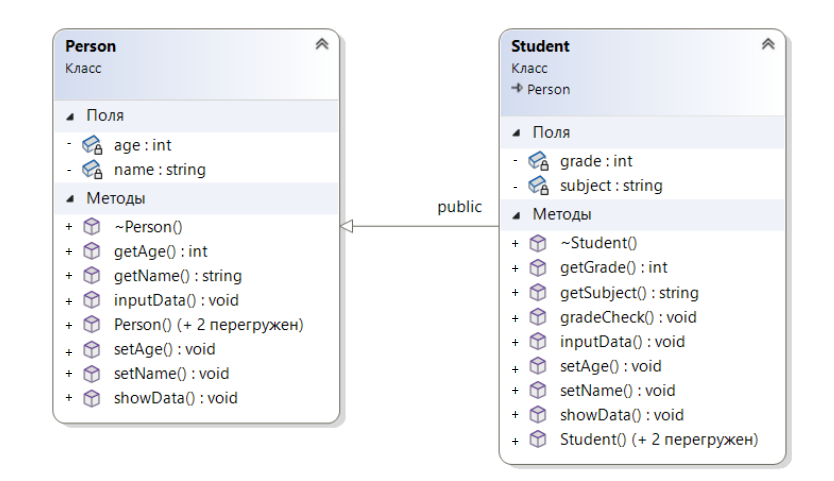 Person
Класс
Поля
- age : int
- name : string
Методы
+ ~Person()
+ getAge() : int
+ getName() : string
+ inputData() : void
+ Person() (+ 2 перегружен)
+ setAge() : void
+ setName() : void
+ showData() : void
public
Student
Класс
Person
Поля
- grade : int
- subject : string
Методы
+ ~Student()
+ getGrade() : int
+ getSubject() : string
+ gradeCheck() : void
+ inputData() : void
+ setAge() : void
+ setName() : void
+ showData() : void
+ Student() (+ 2 перегружен)